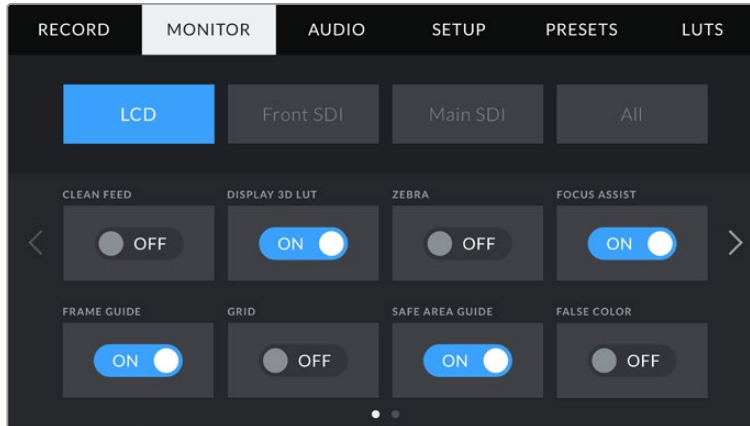 RECORD MONITOR AUDIO SETUP PRESETS LUTS
LCD Front SDI Main SDI All
CLEAN FEED DISPLAY 3D LUT ZEBRA FOCUS ASSIST
OFF ON OFF ON
FRAME GUIDE GRID SAFE AREA GUIDE FALSE COLOR
ON OFF ON OFF